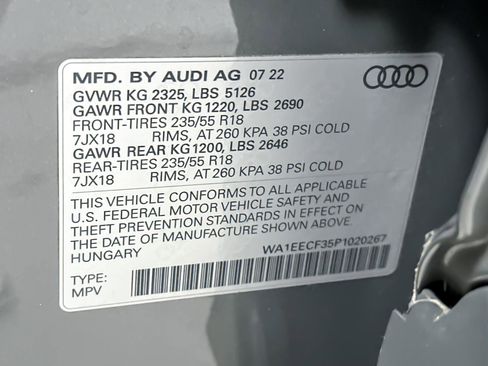 MFD. BY AUDI AG 07 22
GVWR KG 2325, LBS 5126
GAWR FRONT KG 1220, LBS 2690
FRONT-TIRES 235/55 R18
7JX18 RIMS, AT 260 KPA 38 PSI COLD
GAWR REAR KG1200, LBS 2646
REAR-TIRES 235/55 R18
7JX18 RIMS, AT 260 KPA 38 PSI COLD
THIS VEHICLE CONFORMS TO ALL APPLICABLE
U.S. FEDERAL MOTOR VEHICLE SAFETY AND
THEFT PREVENTION STANDARDS IN EFFECT ON
THE DATE OF MANUFACTURE SHOWN ABOVE.
HUNGARY
WA1EECF35P1020267
TYPE:
MPV